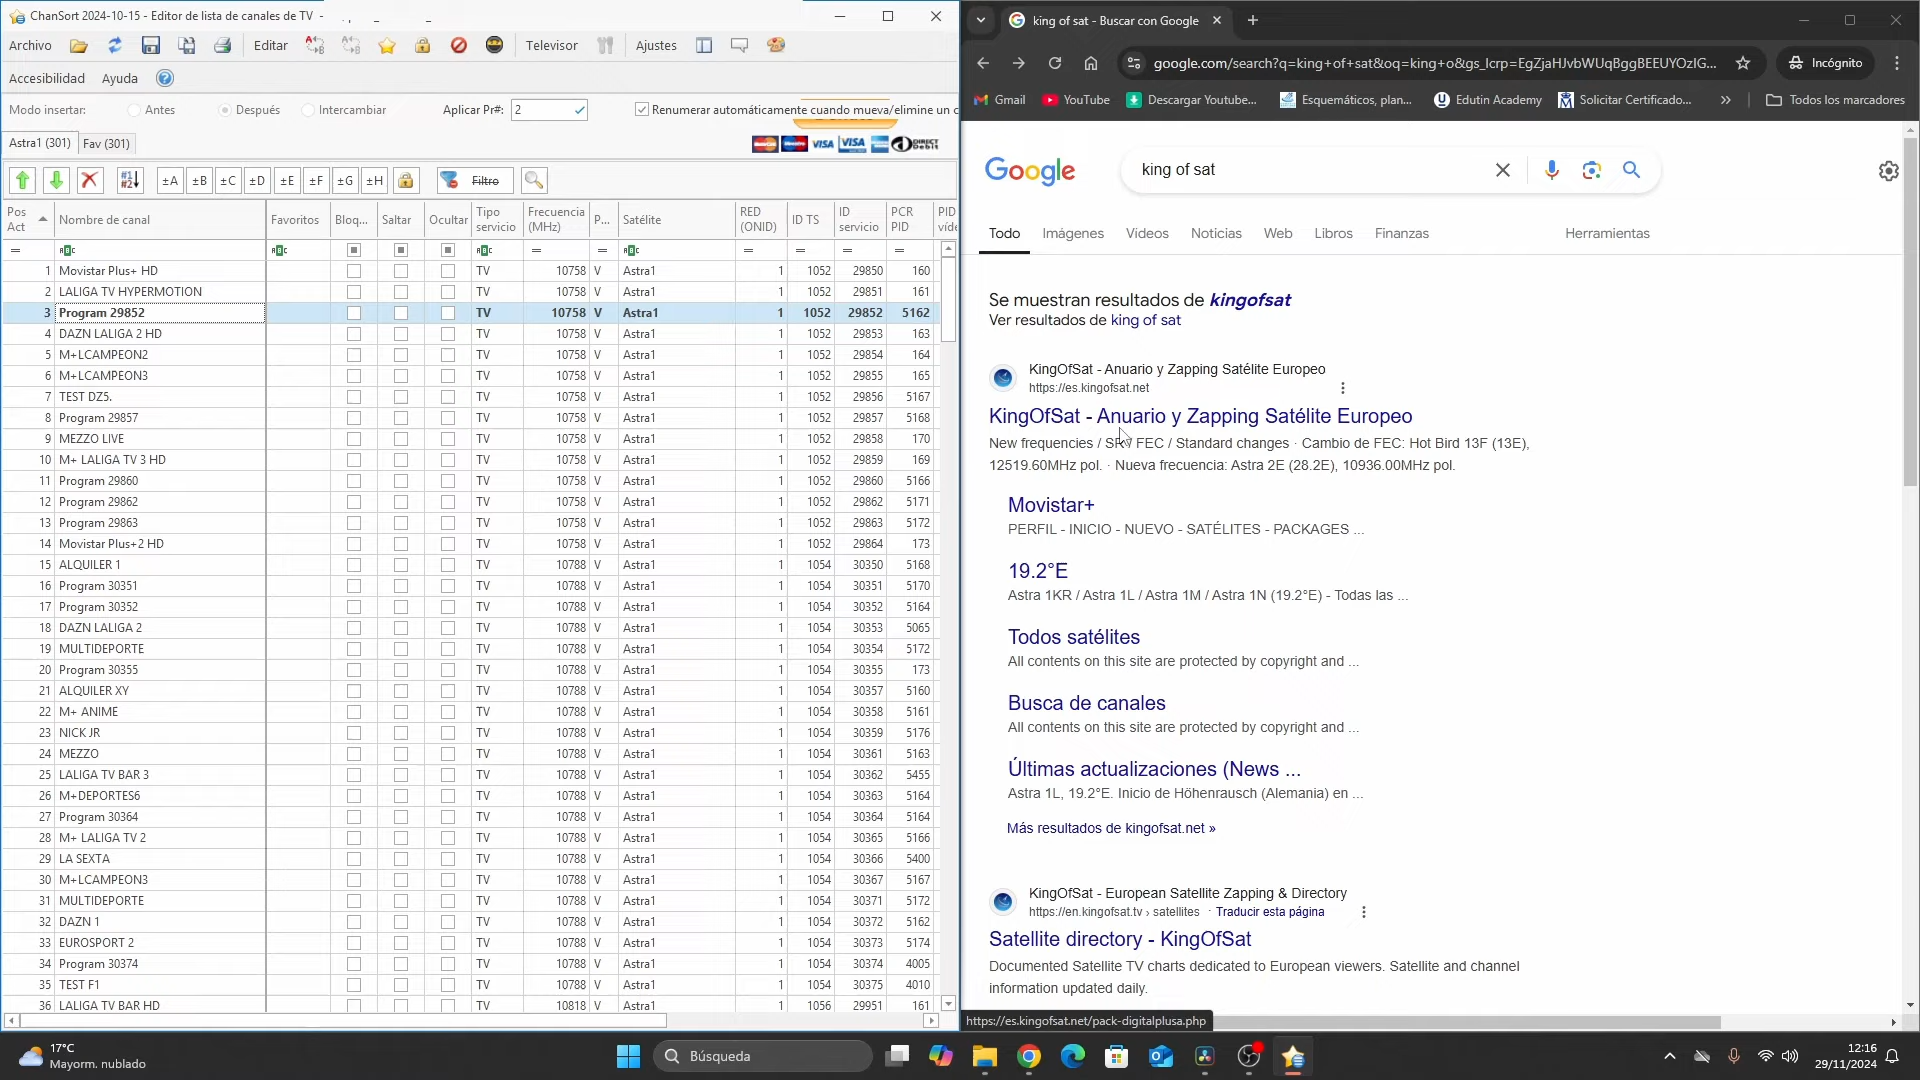 ChanSort 2024-10-15 - Editor de lista de canales de TV -
Archivo Editar Televisor Ajustes
Accesibilidad Ayuda
Modo insertar: Antes Después Intercambiar Aplicar Pr#: 2 Renumerar automáticamente cuando mueva/elimine un c
Astra1 (301) Fav (301) VISA VISA DIRECT Debit
±A ±B ±C ±D ±E ±F ±G ±H Filtro
Pos Act Nombre de canal Favoritos Bloq... Saltar Ocultar Tipo servicio Frecuencia (MHz) P... Satélite RED (ONID) ID TS ID servicio PCR PID PID víde
1 Movistar Plus+ HD TV 10758 V Astra1 1 1052 29850 160
2 LALIGA TV HYPERMOTION TV 10758 V Astra1 1 1052 29851 161
3 Program 29852 TV 10758 V Astra1 1 1052 29852 5162
4 DAZN LALIGA 2 HD TV 10758 V Astra1 1 1052 29853 163
5 M+LCAMPEON2 TV 10758 V Astra1 1 1052 29854 164
6 M+LCAMPEON3 TV 10758 V Astra1 1 1052 29855 165
7 TEST DZ5. TV 10758 V Astra1 1 1052 29856 5167
8 Program 29857 TV 10758 V Astra1 1 1052 29857 5168
9 MEZZO LIVE TV 10758 V Astra1 1 1052 29858 170
10 M+ LALIGA TV 3 HD TV 10758 V Astra1 1 1052 29859 169
11 Program 29860 TV 10758 V Astra1 1 1052 29860 5166
12 Program 29862 TV 10758 V Astra1 1 1052 29862 5171
13 Program 29863 TV 10758 V Astra1 1 1052 29863 5172
14 Movistar Plus+2 HD TV 10758 V Astra1 1 1052 29864 173
15 ALQUILER 1 TV 10788 V Astra1 1 1054 30350 5168
16 Program 30351 TV 10788 V Astra1 1 1054 30351 5170
17 Program 30352 TV 10788 V Astra1 1 1054 30352 5164
18 DAZN LALIGA 2 TV 10788 V Astra1 1 1054 30353 5065
19 MULTIDEPORTE TV 10788 V Astra1 1 1054 30354 5172
20 Program 30355 TV 10788 V Astra1 1 1054 30355 173
21 ALQUILER XY TV 10788 V Astra1 1 1054 30357 5160
22 M+ ANIME TV 10788 V Astra1 1 1054 30358 5161
23 NICK JR TV 10788 V Astra1 1 1054 30359 5176
24 MEZZO TV 10788 V Astra1 1 1054 30361 5163
25 LALIGA TV BAR 3 TV 10788 V Astra1 1 1054 30362 5455
26 M+DEPORTES6 TV 10788 V Astra1 1 1054 30363 5164
27 Program 30364 TV 10788 V Astra1 1 1054 30364 5164
28 M+ LALIGA TV 2 TV 10788 V Astra1 1 1054 30365 5166
29 LA SEXTA TV 10788 V Astra1 1 1054 30366 5400
30 M+LCAMPEON3 TV 10788 V Astra1 1 1054 30367 5167
31 MULTIDEPORTE TV 10788 V Astra1 1 1054 30371 5172
32 DAZN 1 TV 10788 V Astra1 1 1054 30372 5162
33 EUROSPORT 2 TV 10788 V Astra1 1 1054 30373 5174
34 Program 30374 TV 10788 V Astra1 1 1054 30374 4005
35 TEST F1 TV 10788 V Astra1 1 1054 30375 4010
36 LALIGA TV BAR HD TV 10818 V Astra1 1 1056 29951 161
king of sat - Buscar con Google
google.com/search?q=king+of+sat&oq=king+o&gs_lcrp=EgZjaHJvbWUqBggBEEUYOzIG... Incógnito
Gmail YouTube Descargar Youtube... Esquemáticos, plan... Edutin Academy Solicitar Certificado... » Todos los marcadores
Google king of sat
Todo Imágenes Videos Noticias Web Libros Finanzas Herramientas
Se muestran resultados de kingofsat
Ver resultados de king of sat
KingOfSat - Anuario y Zapping Satélite Europeo
https://es.kingofsat.net
KingOfSat - Anuario y Zapping Satélite Europeo
New frequencies / SR / FEC / Standard changes · Cambio de FEC: Hot Bird 13F (13E),
12519.60MHz pol. · Nueva frecuencia: Astra 2E (28.2E), 10936.00MHz pol.
Movistar+
PERFIL - INICIO - NUEVO - SATÉLITES - PACKAGES ...
19.2°E
Astra 1KR / Astra 1L / Astra 1M / Astra 1N (19.2°E) - Todas las ...
Todos satélites
All contents on this site are protected by copyright and ...
Busca de canales
All contents on this site are protected by copyright and ...
Últimas actualizaciones (News ...
Astra 1L, 19.2°E. Inicio de Höhenrausch (Alemania) en ...
Más resultados de kingofsat.net »
KingOfSat - European Satellite Zapping & Directory
https://en.kingofsat.tv › satellites · Traducir esta página
Satellite directory - KingOfSat
Documented Satellite TV charts dedicated to European viewers. Satellite and channel
information updated daily.
https://es.kingofsat.net/pack-digitalplusa.php
17°C
Mayorm. nublado
Búsqueda
12:16
29/11/2024